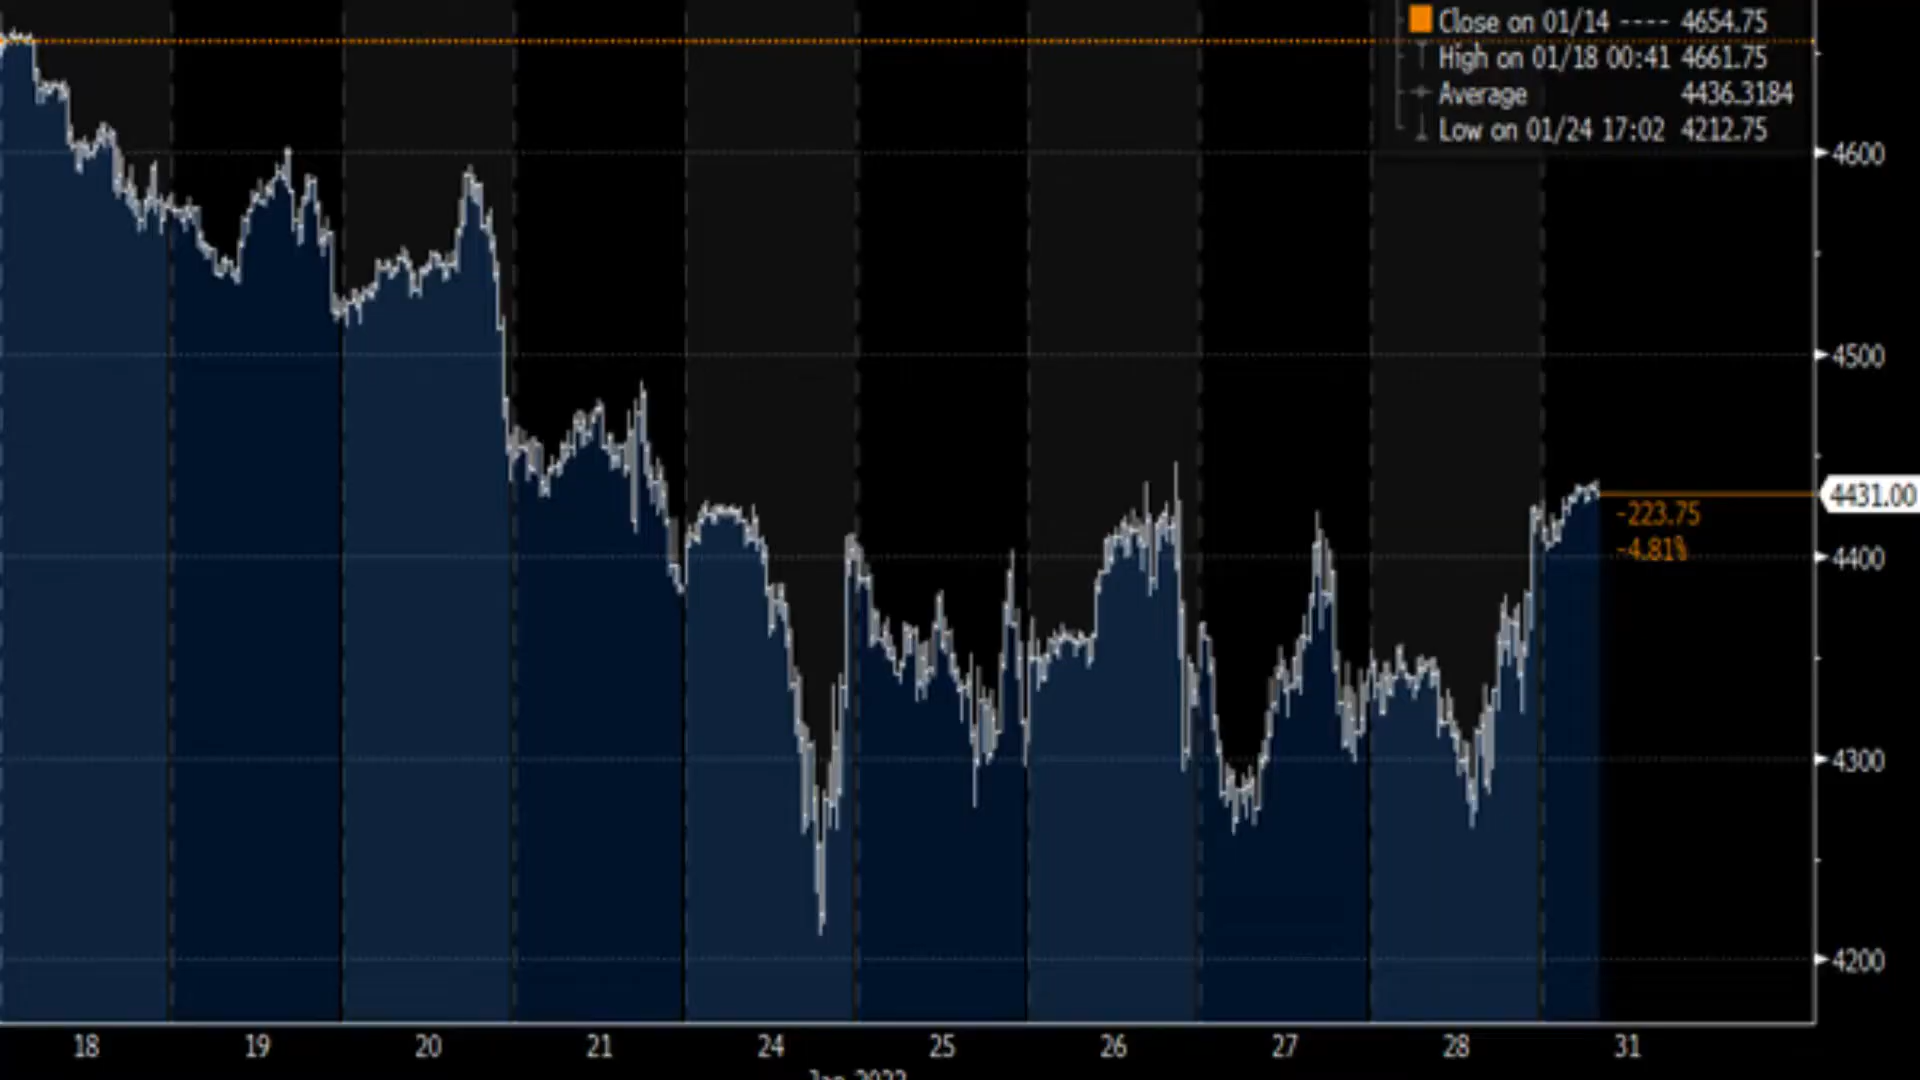 Close on 01/14 ---- 4654.75
High on 01/18 00:41 4661.75
Average 4436.3184
Low on 01/24 17:02 4212.75
4600
4500
4431.00
-223.75
-4.81%
4400
4300
4200
18 19 20 21 24 25 26 27 28 31
Jan 2022